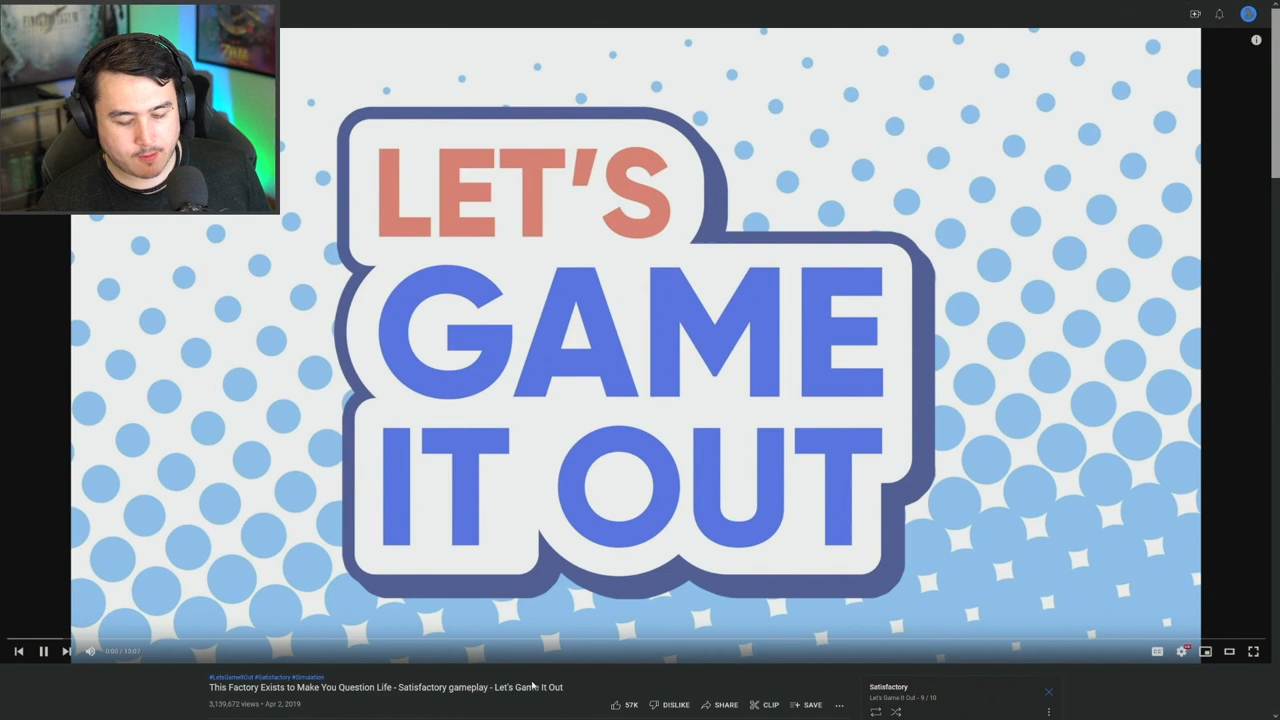 LET'S
GAME
IT OUT
0:00 / 13:07
CC
#LetsGameItOut #Satisfactory #Simulation
This Factory Exists to Make You Question Life - Satisfactory gameplay - Let's Game It Out
3,139,672 views • Apr 2, 2019
57K DISLIKE SHARE CLIP SAVE
Satisfactory
Let's Game It Out - 9 / 10